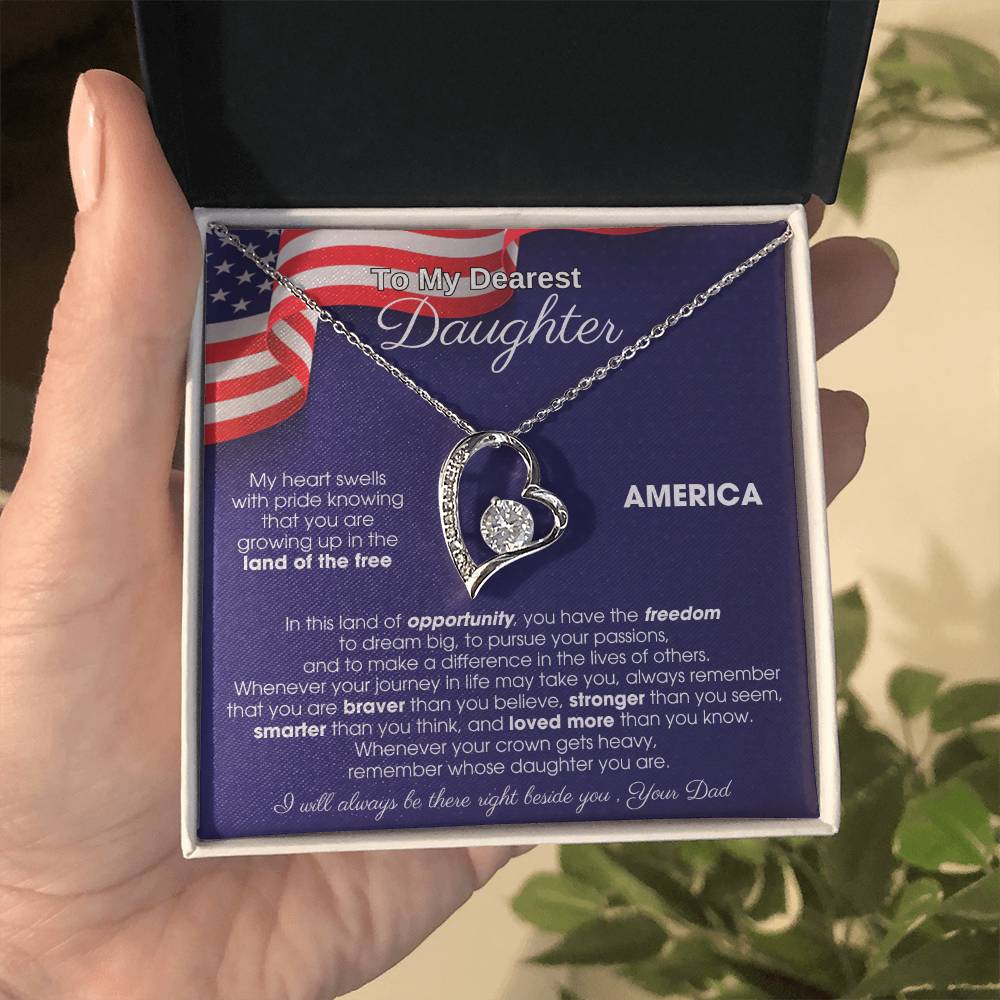 To My Dearest
Daughter
My heart swells
with pride knowing
that you are
growing up in the
land of the free
AMERICA
In this land of opportunity, you have the freedom
to dream big, to pursue your passions,
and to make a difference in the lives of others.
Whenever your journey in life may take you, always remember
that you are braver than you believe, stronger than you seem,
smarter than you think, and loved more than you know.
Whenever your crown gets heavy,
remember whose daughter you are.
I will always be there right beside you , Your Dad